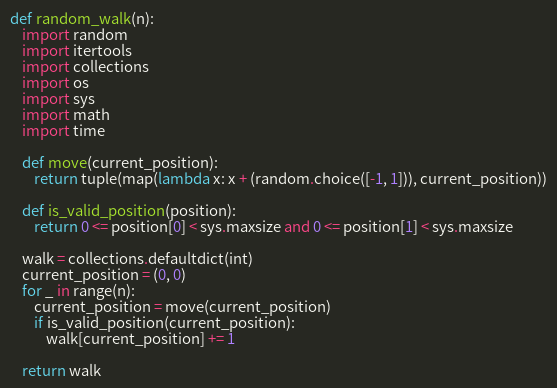 def random_walk(n):
    import random
    import itertools
    import collections
    import os
    import sys
    import math
    import time

    def move(current_position):
        return tuple(map(lambda x: x + (random.choice([-1, 1])), current_position))

    def is_valid_position(position):
        return 0 <= position[0] < sys.maxsize and 0 <= position[1] < sys.maxsize

    walk = collections.defaultdict(int)
    current_position = (0, 0)
    for _ in range(n):
        current_position = move(current_position)
        if is_valid_position(current_position):
            walk[current_position] += 1

    return walk